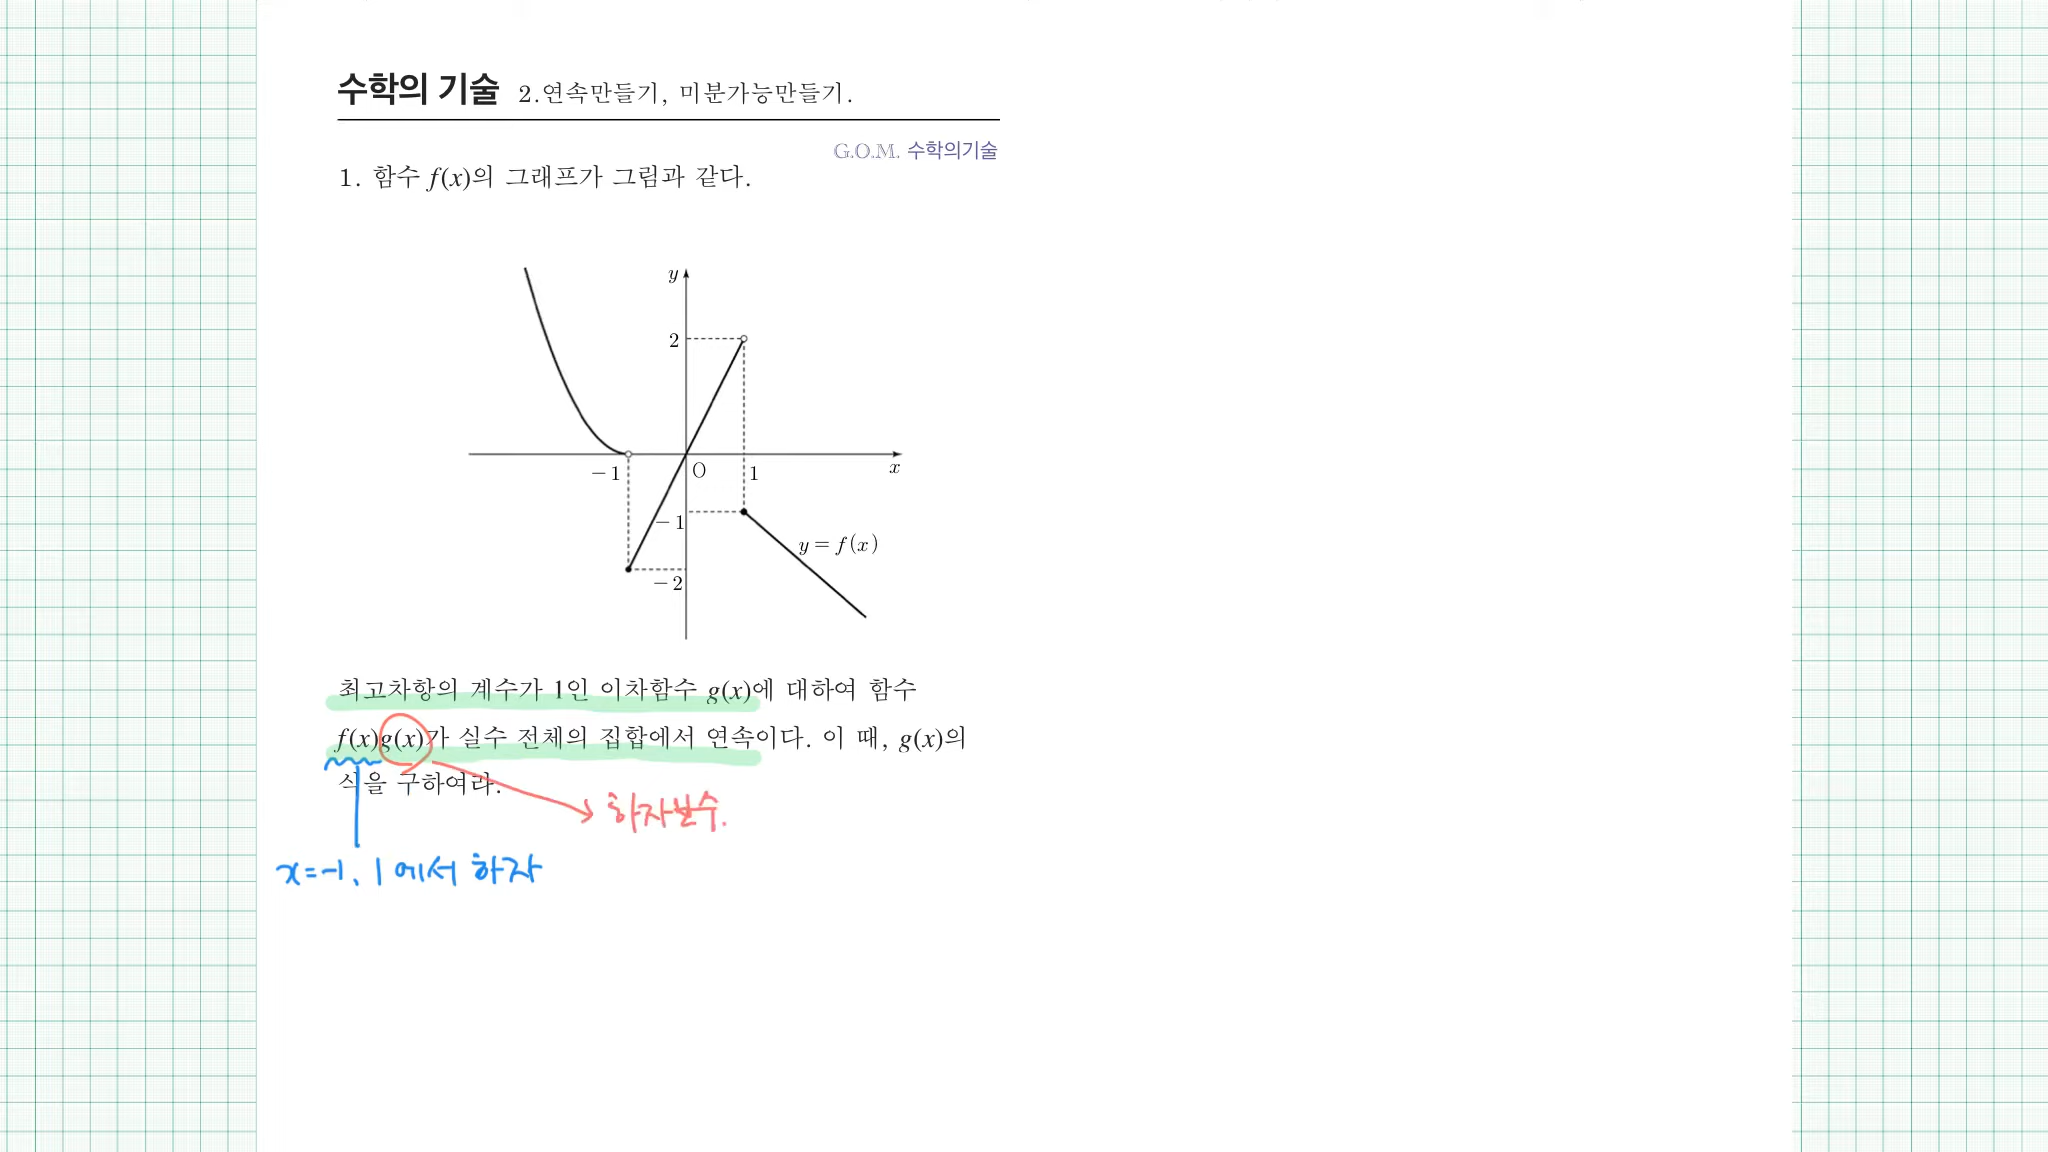 수학의 기술 2.연속만들기, 미분가능만들기.
G.O.M. 수학의기술
1. 함수 f(x)의 그래프가 그림과 같다.
y
2
-1
O
1
x
-1
y=f(x)
-2
최고차항의 계수가 1인 이차함수 g(x)에 대하여 함수
f(x)g(x)가 실수 전체의 집합에서 연속이다. 이 때, g(x)의
식을 구하여라.
하자보수.
x=-1, 1에서 하자